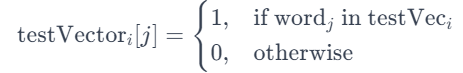 testVector_i[j] = { 1, if word_j in testVec_i
0, otherwise